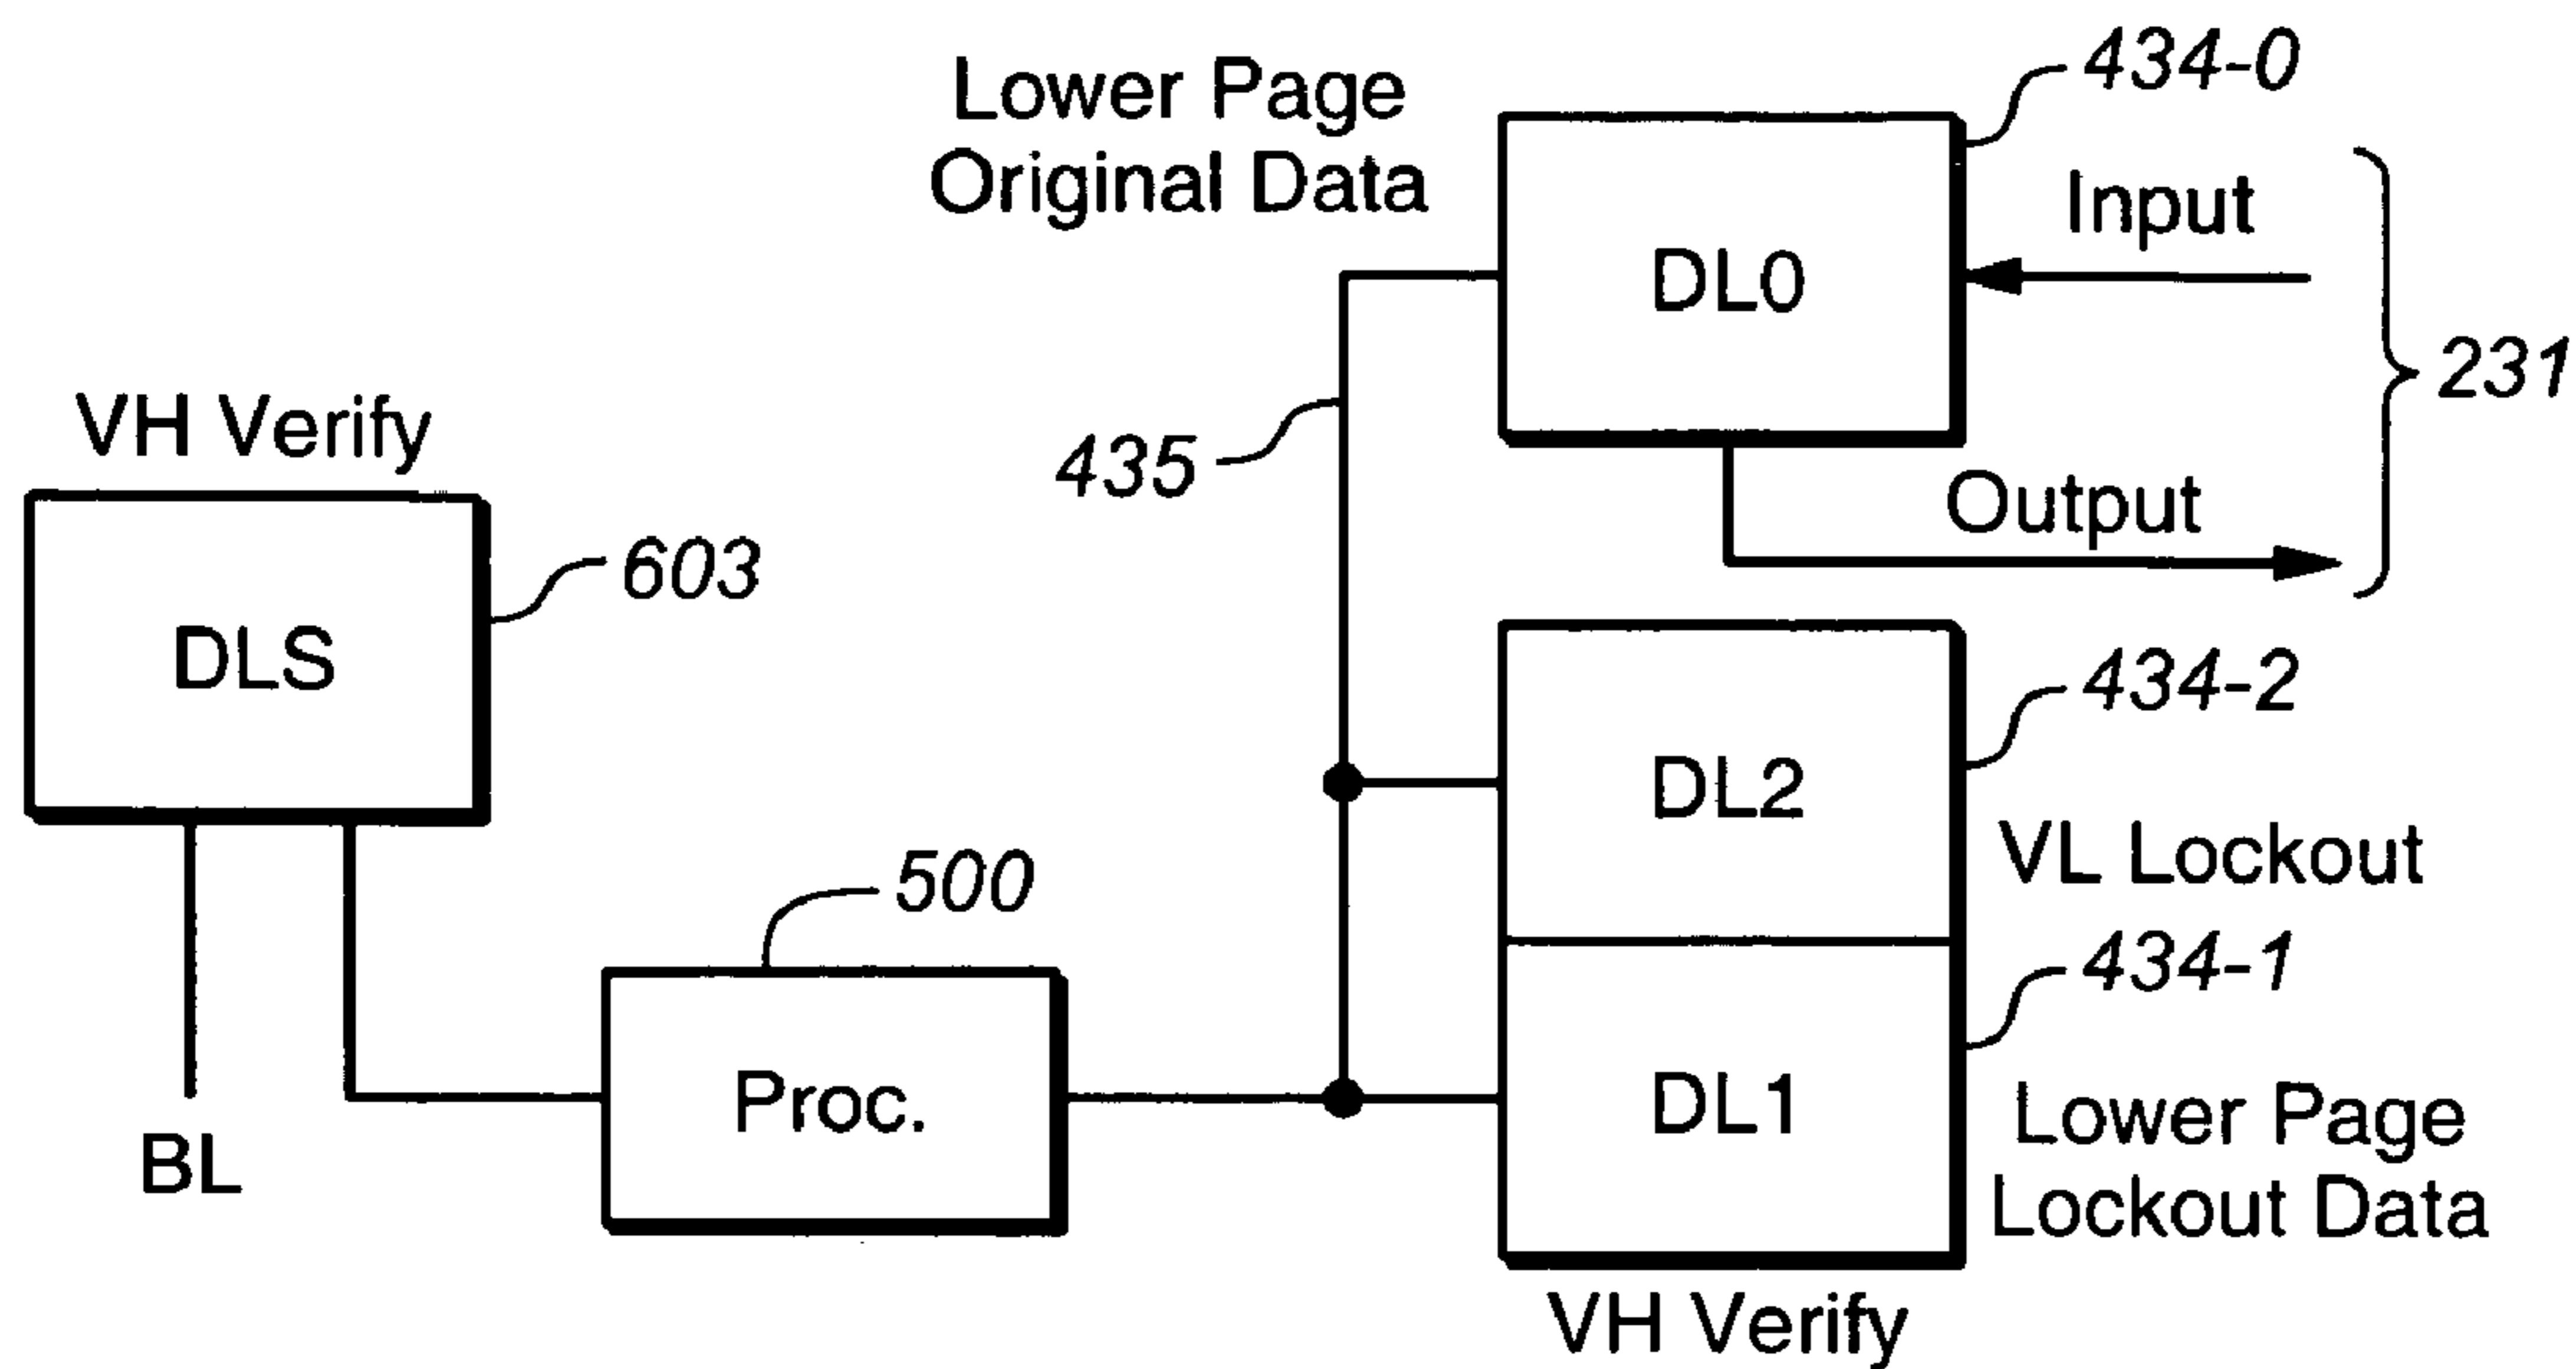 Lower Page
Original Data
434-0
Input
DL0
231
435
Output
VH Verify
603
DLS
434-2
DL2
VL Lockout
500
434-1
Proc.
DL1
Lower Page
Lockout Data
BL
VH Verify